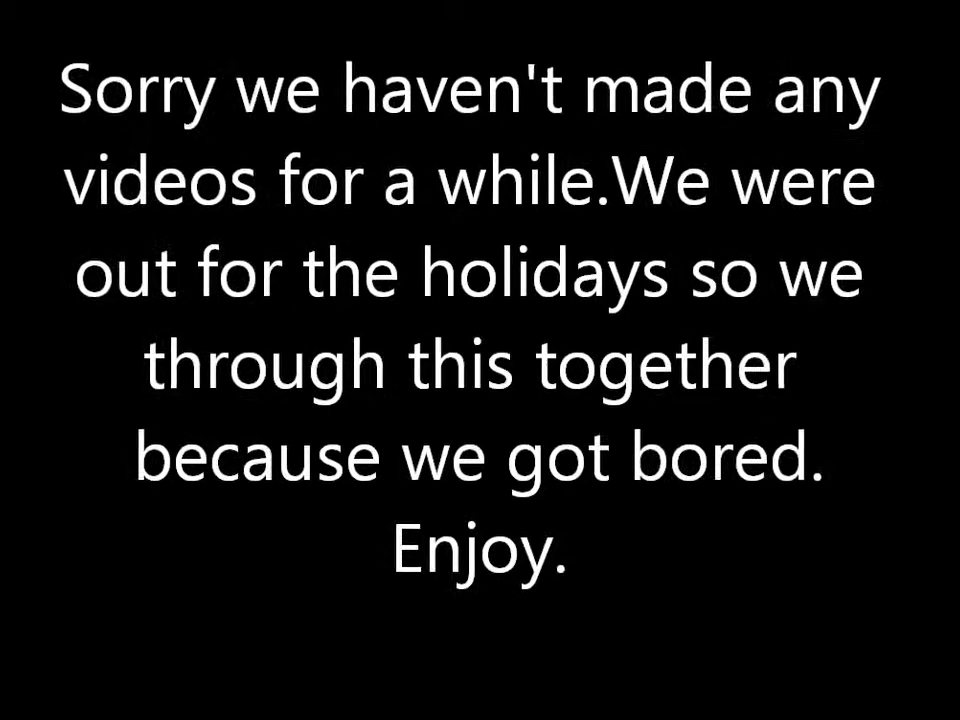 Sorry we haven't made any
videos for a while.We were
out for the holidays so we
through this together
because we got bored.
Enjoy.